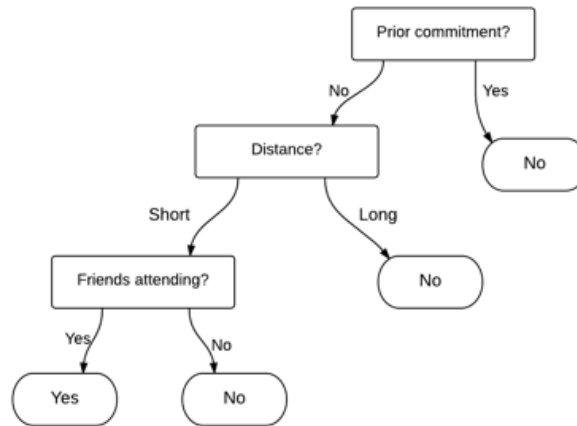 Prior commitment?
No
Yes
Distance?
No
Short
Long
Friends attending?
No
Yes
No
Yes
No